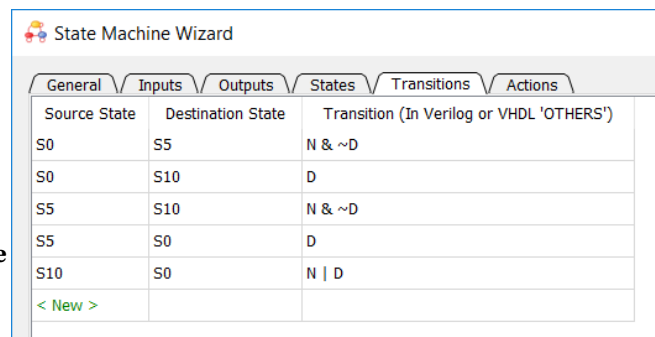 State Machine Wizard
General Inputs Outputs States Transitions Actions
Source State Destination State Transition (In Verilog or VHDL 'OTHERS')
S0 S5 N & ~D
S0 S10 D
S5 S10 N & ~D
S5 S0 D
e
S10 S0 N | D
< New >